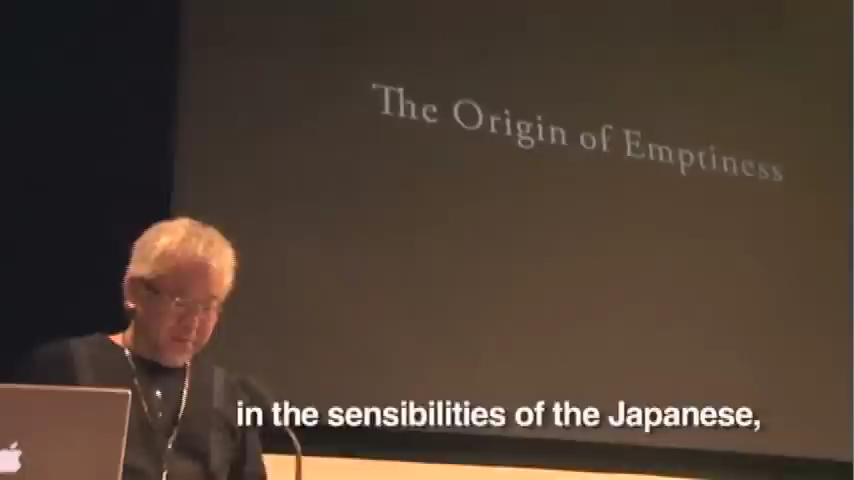 The Origin of Emptiness
in the sensibilities of the Japanese,